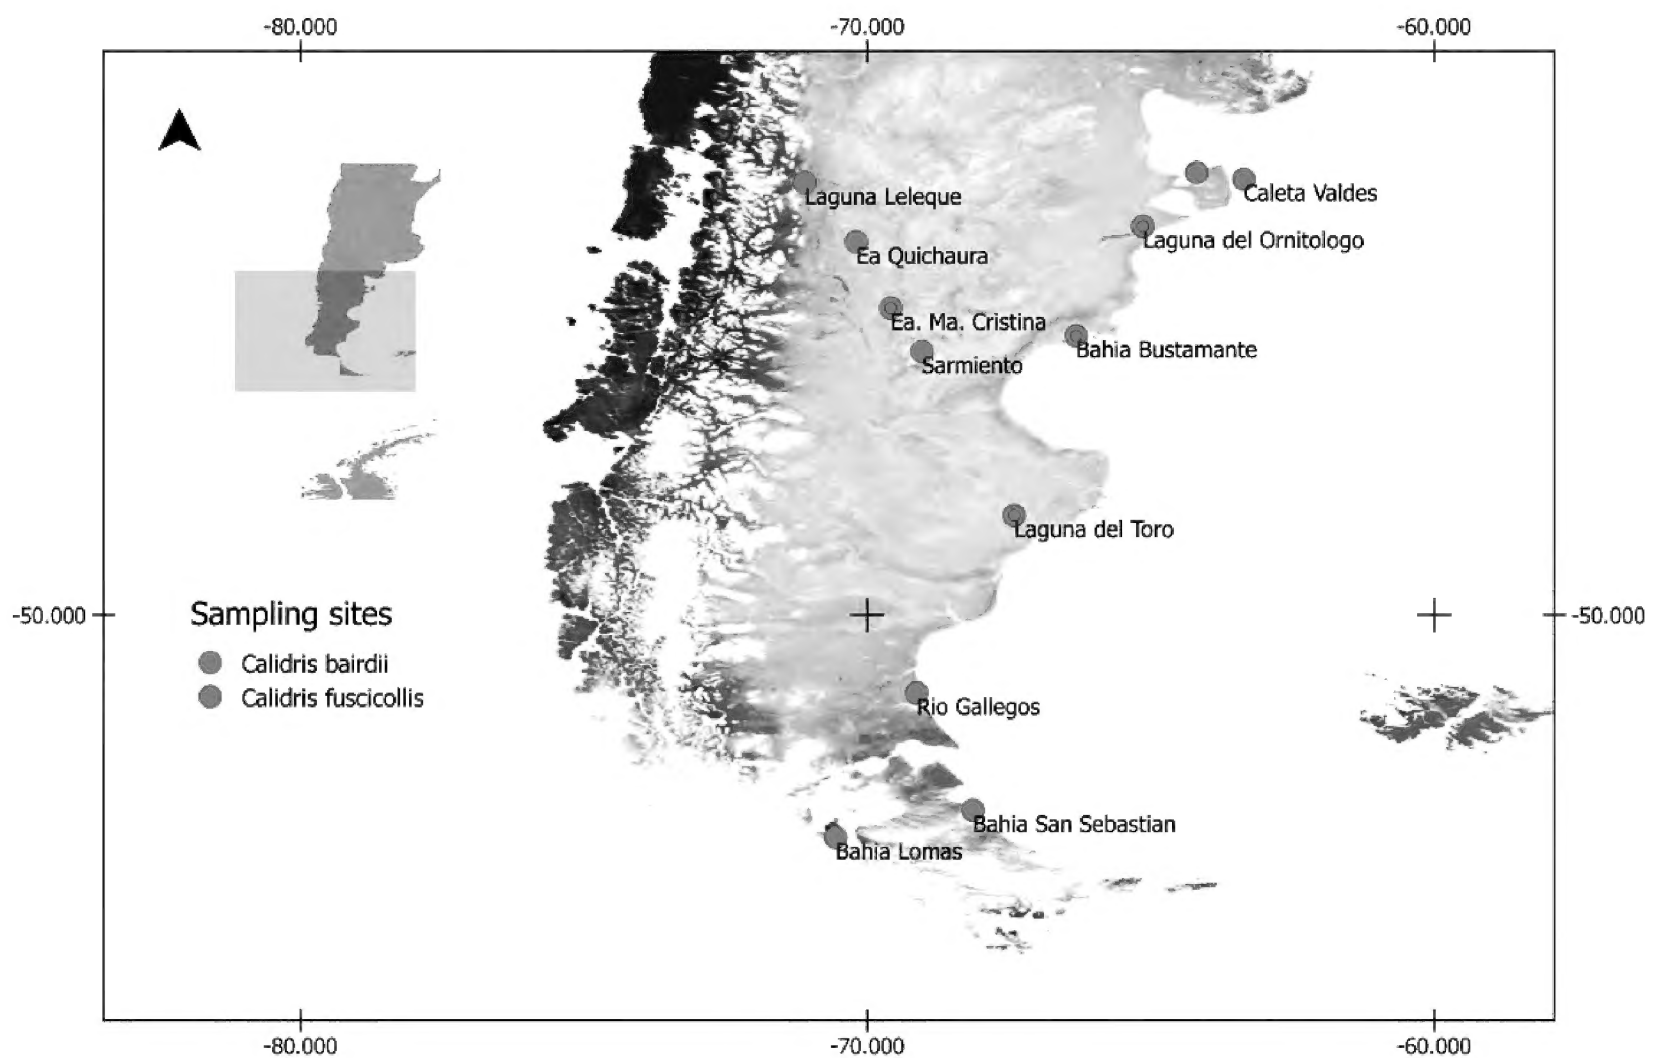 -80.000
-70.000
-60.000
Laguna Leleque
Caleta Valdes
Laguna del Ornitologo
Ea Quichaura
Ea. Ma. Cristina
Bahia Bustamante
Sarmiento
Laguna del Toro
-50.000
-50.000
Sampling sites
Calidris bairdii
Calidris fuscicollis
Rio Gallegos
Bahia San Sebastian
Bahia Lomas
-80.000
-70.000
-60.000